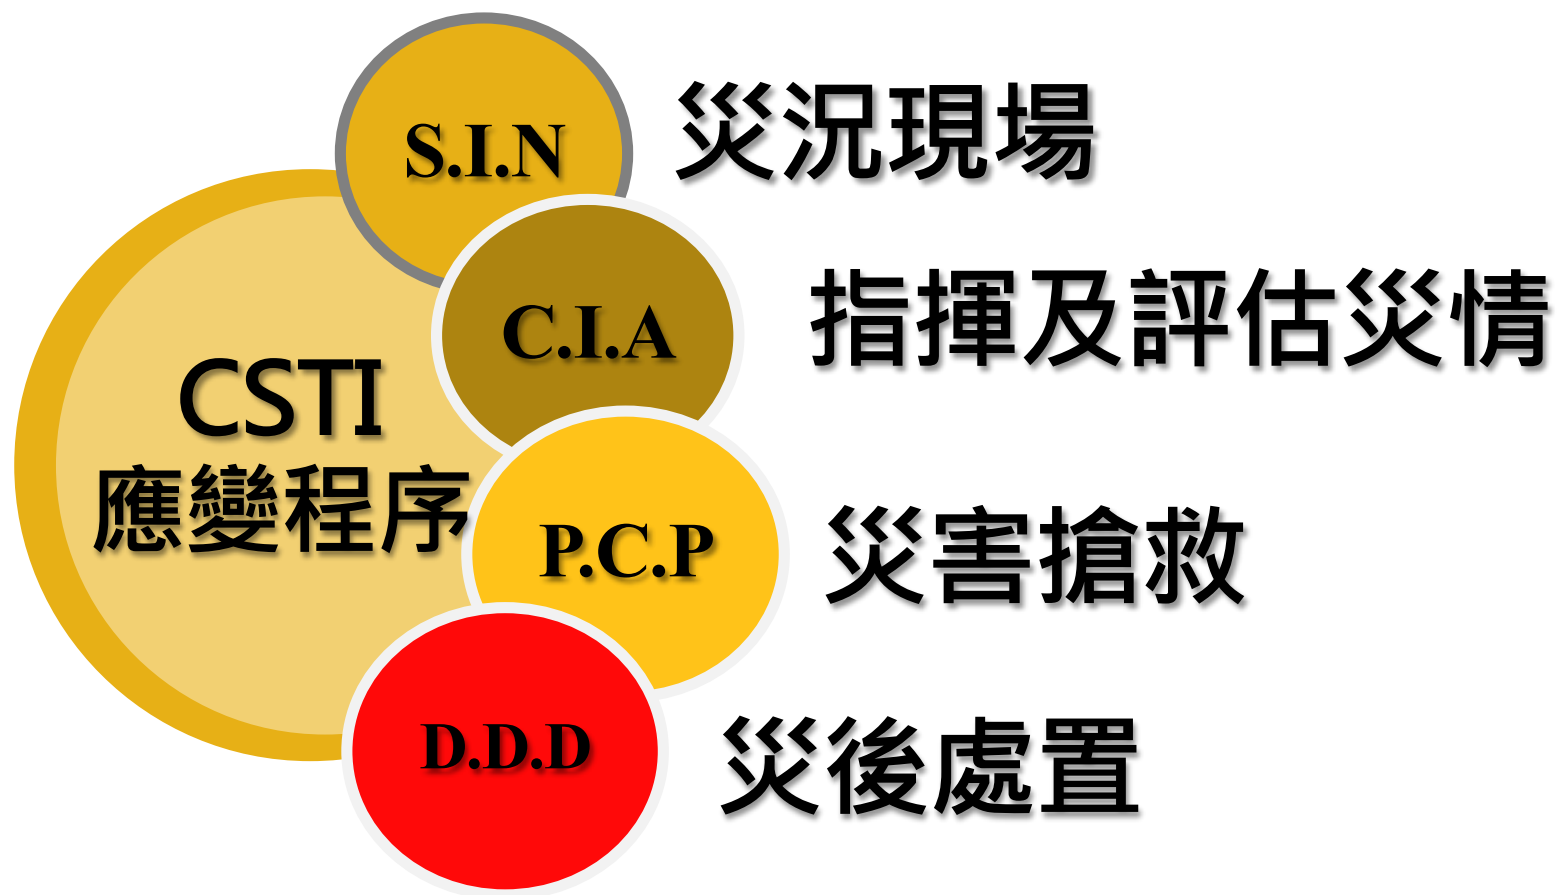 S.I.N 災況現場
C.I.A 指揮及評估災情
CSTI
應變程序
P.C.P 災害搶救
D.D.D 災後處置